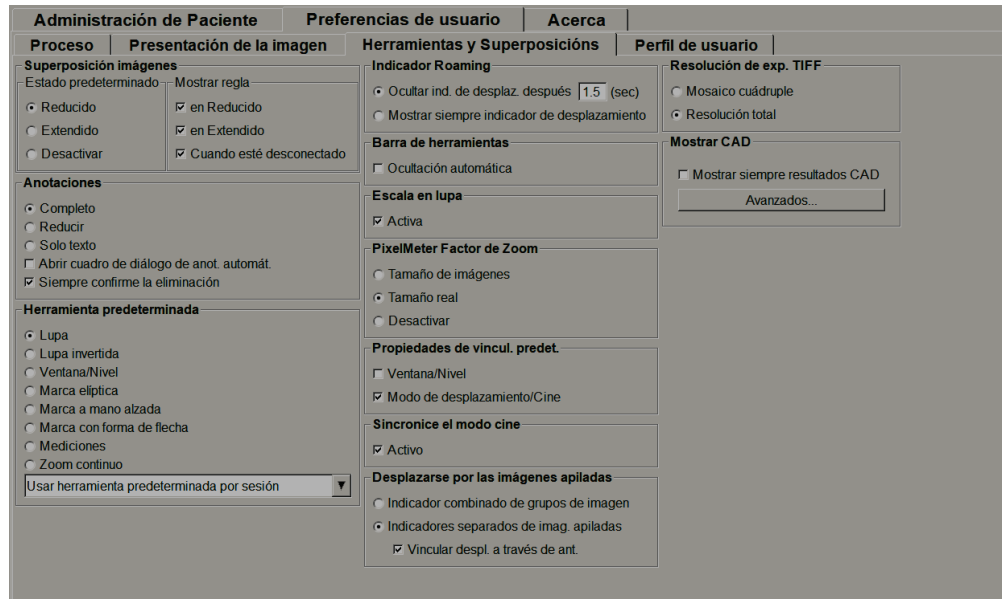 Administración de Paciente
Preferencias de usuario
Acerca
Proceso
Presentación de la imagen
Herramientas y Superposicións
Perfil de usuario
Superposición imágenes
Estado predeterminado
Reducido
Extendido
Desactivar
Mostrar regla
en Reducido
en Extendido
Cuando esté desconectado
Anotaciones
Completo
Reducir
Solo texto
Abrir cuadro de diálogo de anot. automát.
Siempre confirme la eliminación
Herramienta predeterminada
Lupa
Lupa invertida
Ventana/Nivel
Marca elíptica
Marca a mano alzada
Marca con forma de flecha
Mediciones
Zoom continuo
Usar herramienta predeterminada por sesión
Indicador Roaming
Ocultar ind. de desplaz. después 1.5 (sec)
Mostrar siempre indicador de desplazamiento
Barra de herramientas
Ocultación automática
Escala en lupa
Activa
PixelMeter Factor de Zoom
Tamaño de imágenes
Tamaño real
Desactivar
Propiedades de vincul. predet.
Ventana/Nivel
Modo de desplazamiento/Cine
Sincronice el modo cine
Activo
Desplazarse por las imágenes apiladas
Indicador combinado de grupos de imagen
Indicadores separados de imag. apiladas
Vincular despl. a través de ant.
Resolución de exp. TIFF
Mosaico cuádruple
Resolución total
Mostrar CAD
Mostrar siempre resultados CAD
Avanzados...